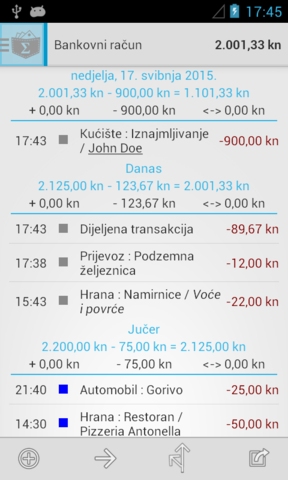 17:45
Bankovni račun 2.001,33 kn
nedjelja, 17. svibnja 2015.
2.001,33 kn - 900,00 kn = 1.101,33 kn
+ 0,00 kn - 900,00 kn <-> 0,00 kn
17:43 Kućište : Iznajmljivanje -900,00 kn
/ John Doe
Danas
2.125,00 kn - 123,67 kn = 2.001,33 kn
+ 0,00 kn - 123,67 kn <-> 0,00 kn
17:43 Dijeljena transakcija -89,67 kn
17:38 Prijevoz : Podzemna -12,00 kn
željeznica
15:43 Hrana : Namirnice / Voće -22,00 kn
i povrće
Jučer
2.200,00 kn - 75,00 kn = 2.125,00 kn
+ 0,00 kn - 75,00 kn <-> 0,00 kn
21:40 Automobil : Gorivo -25,00 kn
14:30 Hrana : Restoran / -50,00 kn
Pizzeria Antonella